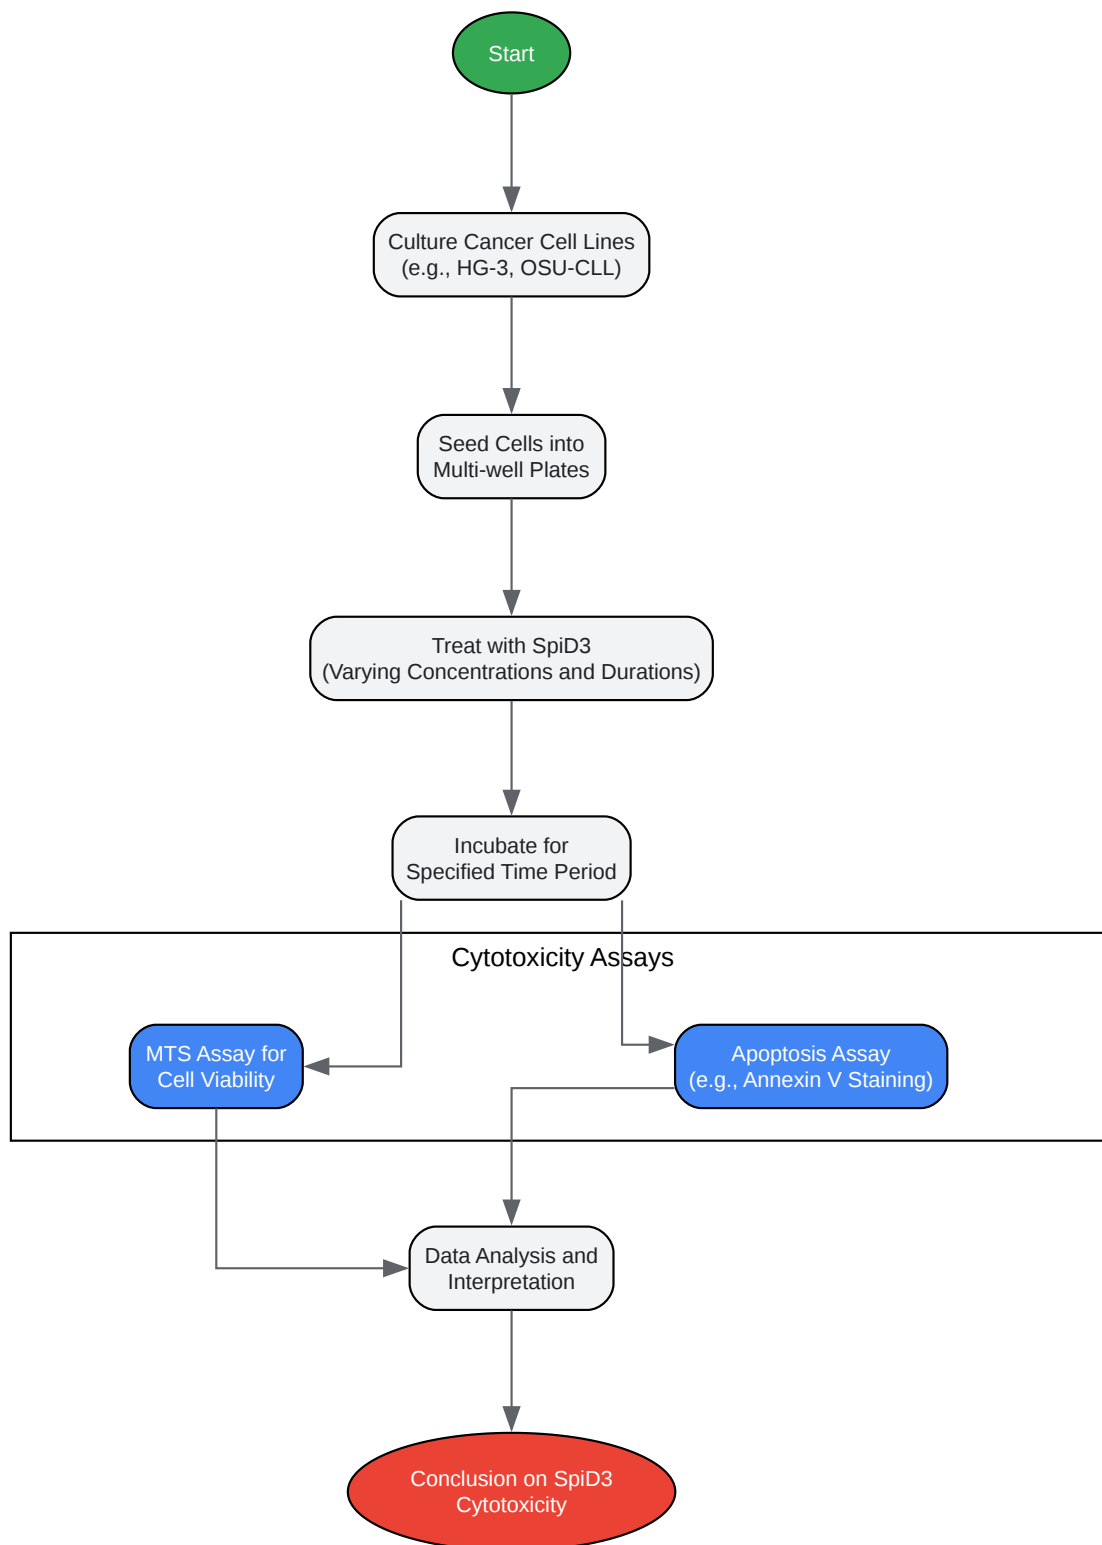 Start
Culture Cancer Cell Lines
(e.g., HG-3, OSU-CLL)
Seed Cells into
Multi-well Plates
Treat with SpiD3
(Varying Concentrations and Durations)
Incubate for
Specified Time Period
Cytotoxicity Assays
MTS Assay for
Cell Viability
Apoptosis Assay
(e.g., Annexin V Staining)
Data Analysis and
Interpretation
Conclusion on SpiD3
Cytotoxicity